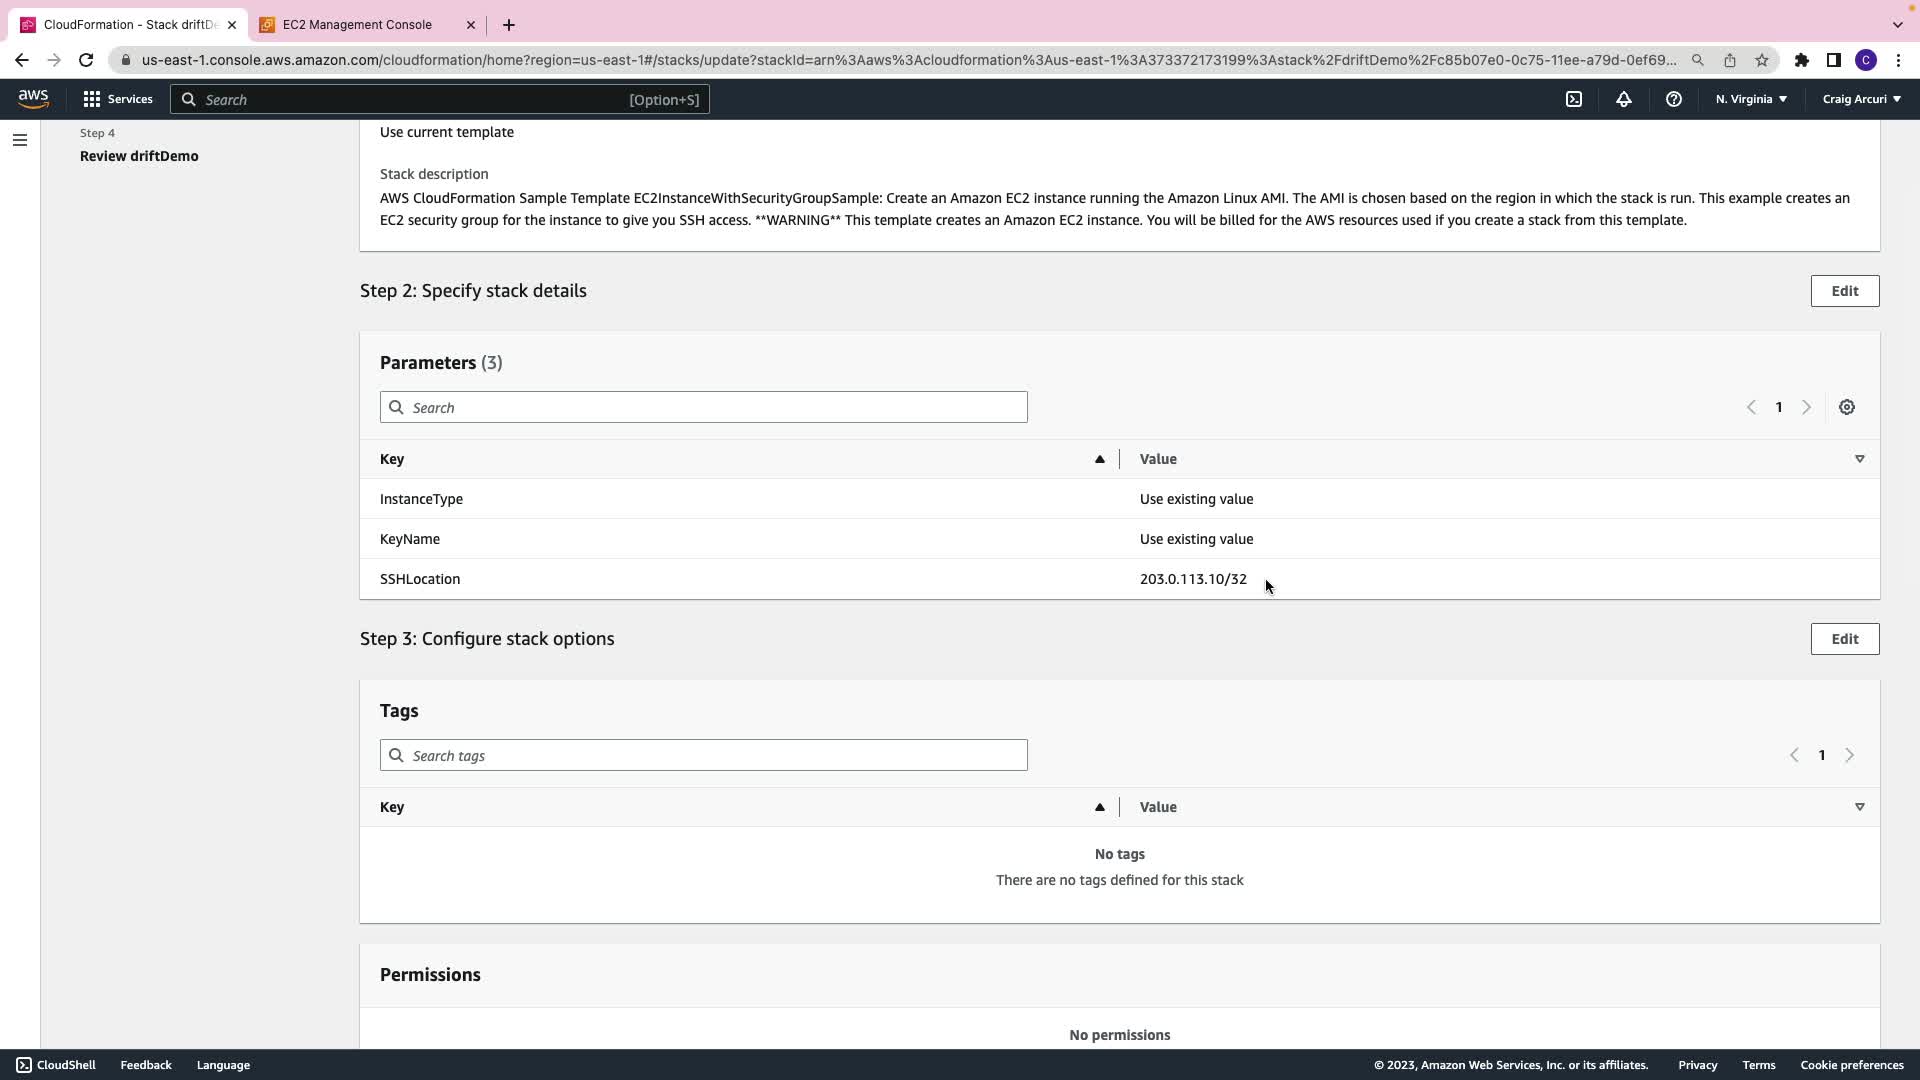 CloudFormation - Stack driftDe
EC2 Management Console
us-east-1.console.aws.amazon.com/cloudformation/home?region=us-east-1#/stacks/update?stackId=arn%3Aaws%3Acloudformation%3Aus-east-1%3A373372173199%3Astack%2FdriftDemo%2Fc85b07e0-0c75-11ee-a79d-0ef69...
C
aws
Services
Search
[Option+S]
N. Virginia
Craig Arcuri
Step 4
Review driftDemo
Use current template
Stack description
AWS CloudFormation Sample Template EC2InstanceWithSecurityGroupSample: Create an Amazon EC2 instance running the Amazon Linux AMI. The AMI is chosen based on the region in which the stack is run. This example creates an
EC2 security group for the instance to give you SSH access. **WARNING** This template creates an Amazon EC2 instance. You will be billed for the AWS resources used if you create a stack from this template.
Step 2: Specify stack details
Edit
Parameters (3)
Search
1
Key
Value
InstanceType
Use existing value
KeyName
Use existing value
SSHLocation
203.0.113.10/32
Step 3: Configure stack options
Edit
Tags
Search tags
1
Key
Value
No tags
There are no tags defined for this stack
Permissions
No permissions
CloudShell
Feedback
Language
© 2023, Amazon Web Services, Inc. or its affiliates.
Privacy
Terms
Cookie preferences